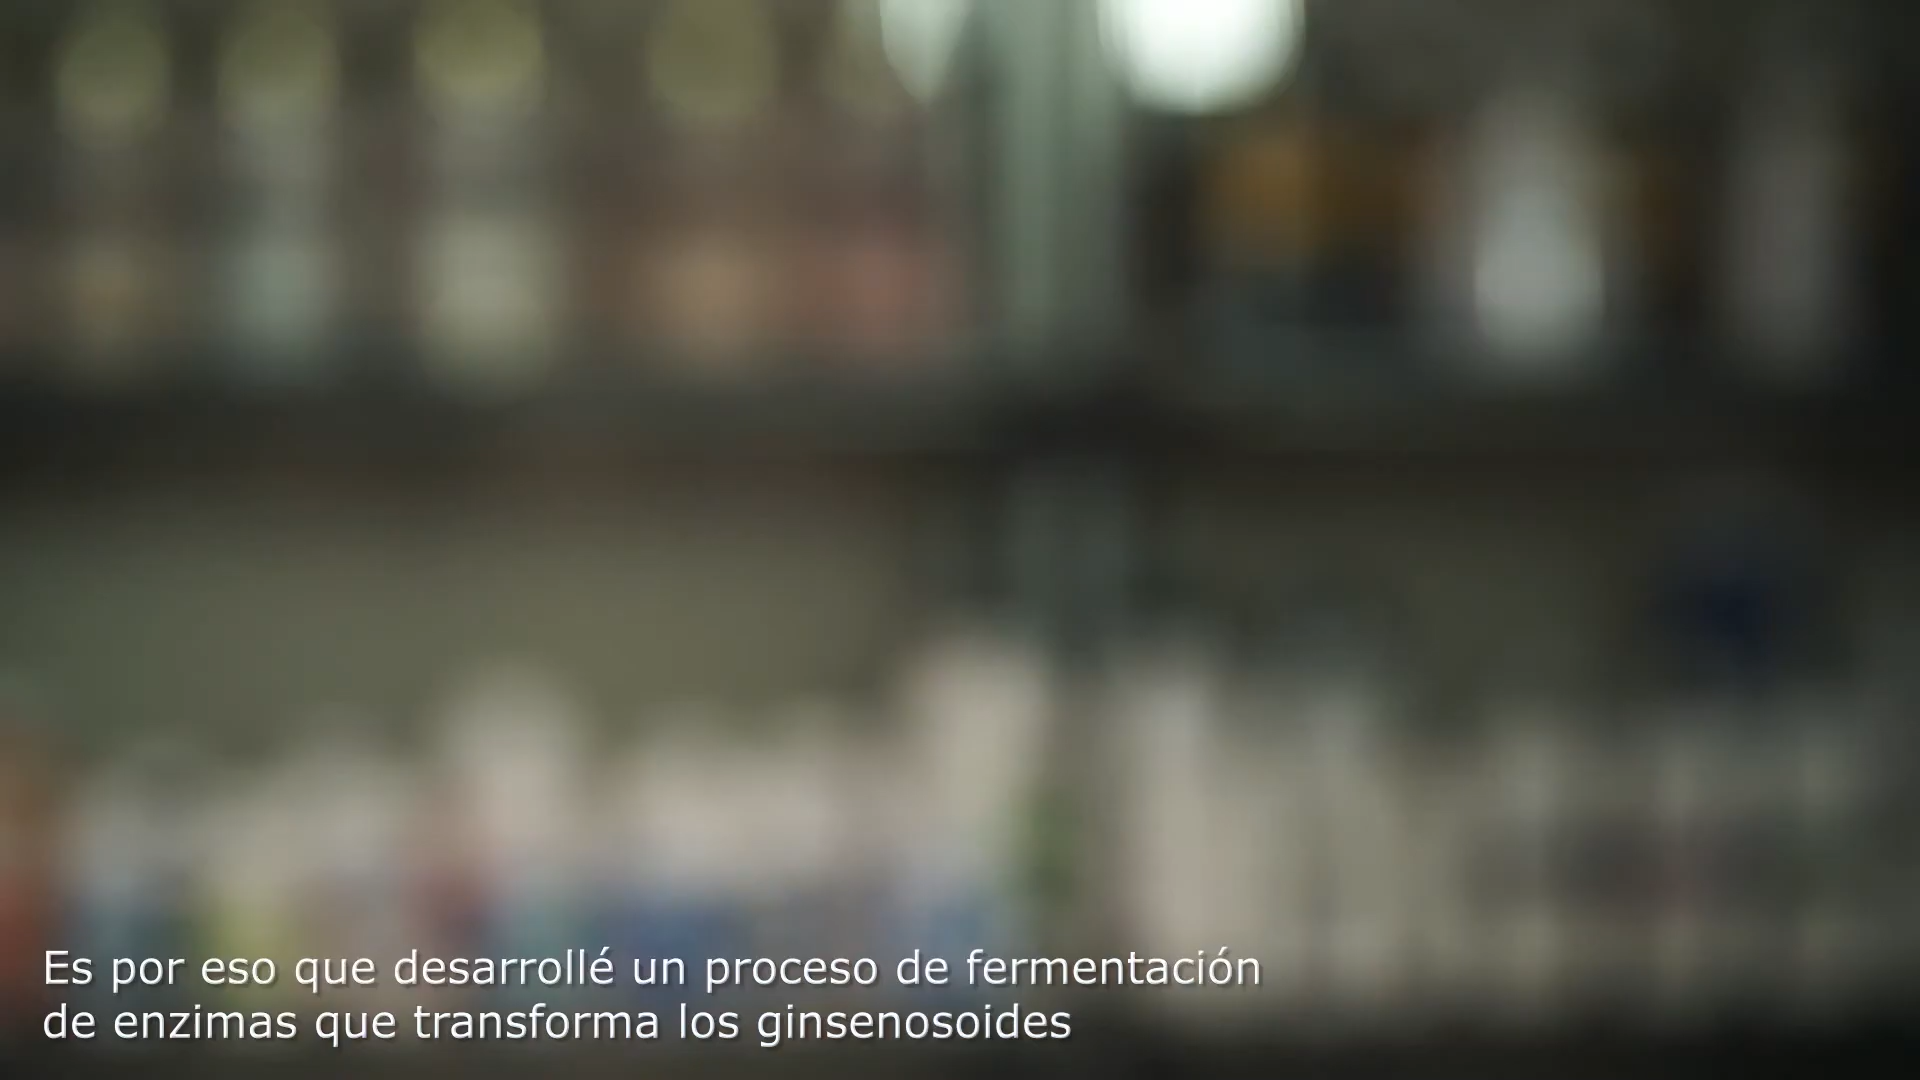 Es por eso que desarrollé un proceso de fermentación
de enzimas que transforma los ginsenosoides